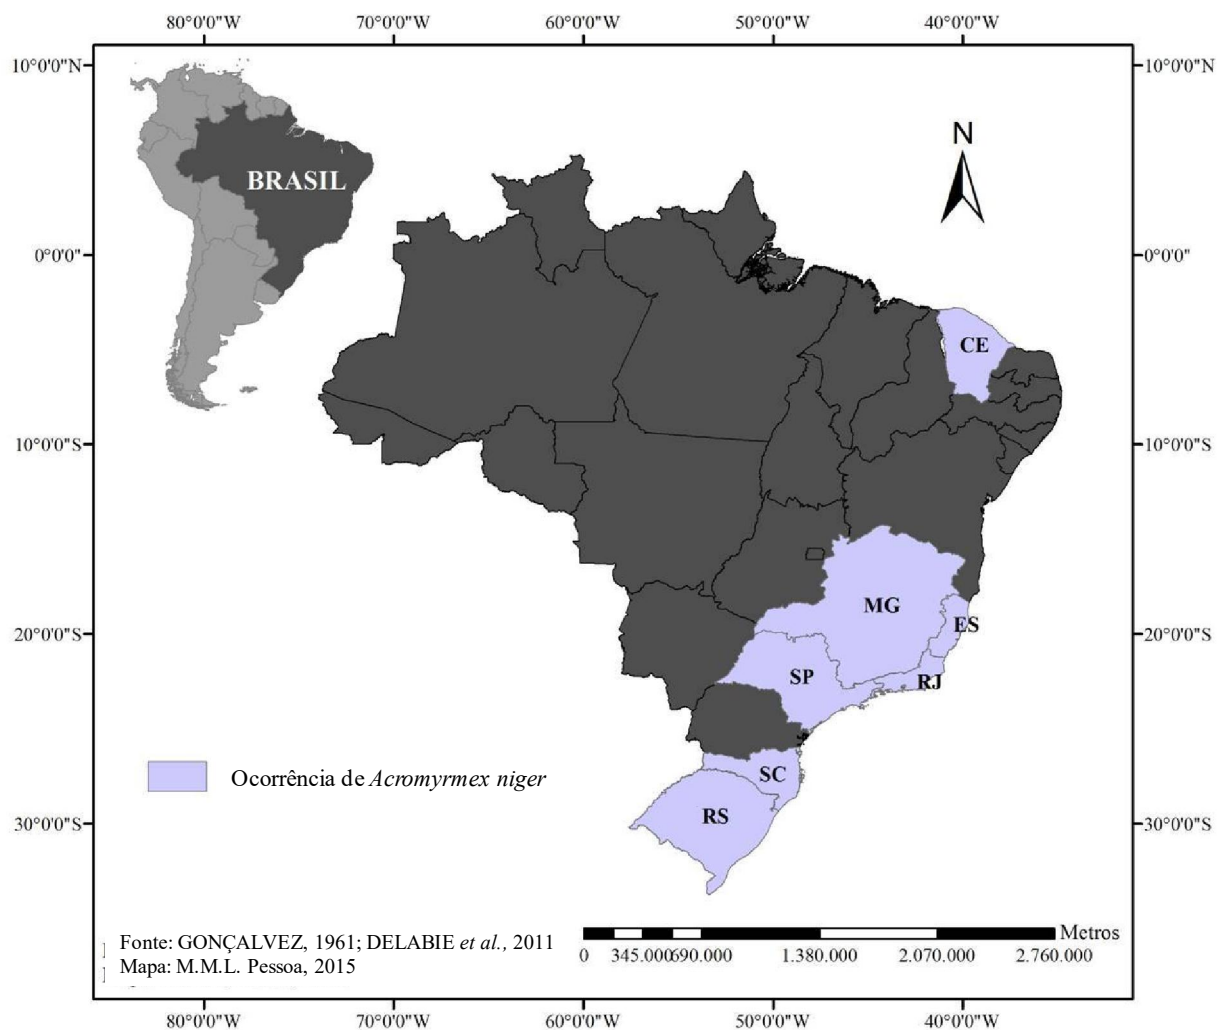 80°0'0"W 70°0'0"W 60°0'0"W 50°0'0"W 40°0'0"W
10°0'0"N 10°0'0"N
N
BRASIL
0°0'0" 0°0'0"
CE
10°0'0"S 10°0'0"S
MG
ES
20°0'0"S 20°0'0"S
SP
RJ
SC
Ocorrência de Acromyrmex niger
RS
30°0'0"S 30°0'0"S
Fonte: GONÇALVEZ, 1961; DELABIE et al., 2011
Mapa: M.M.L. Pessoa, 2015
Metros
0 345.000690.000 1.380.000 2.070.000 2.760.000
80°0'0"W 70°0'0"W 60°0'0"W 50°0'0"W 40°0'0"W